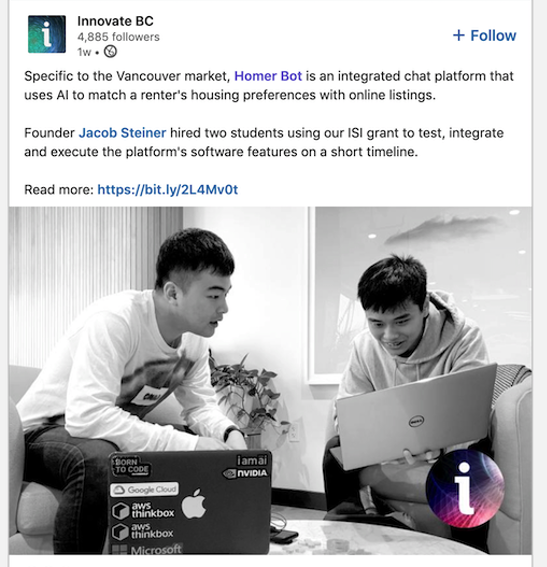 Innovate BC
4,885 followers
1w •
+ Follow
Specific to the Vancouver market, Homer Bot is an integrated chat platform that
uses AI to match a renter's housing preferences with online listings.
Founder Jacob Steiner hired two students using our ISI grant to test, integrate
and execute the platform's software features on a short timeline.
Read more: https://bit.ly/2L4Mv0t
BORN
TO CODE
iamai
NVIDIA
Google Cloud
aws
thinkbox
aws
thinkbox
Microsoft
DELL
i